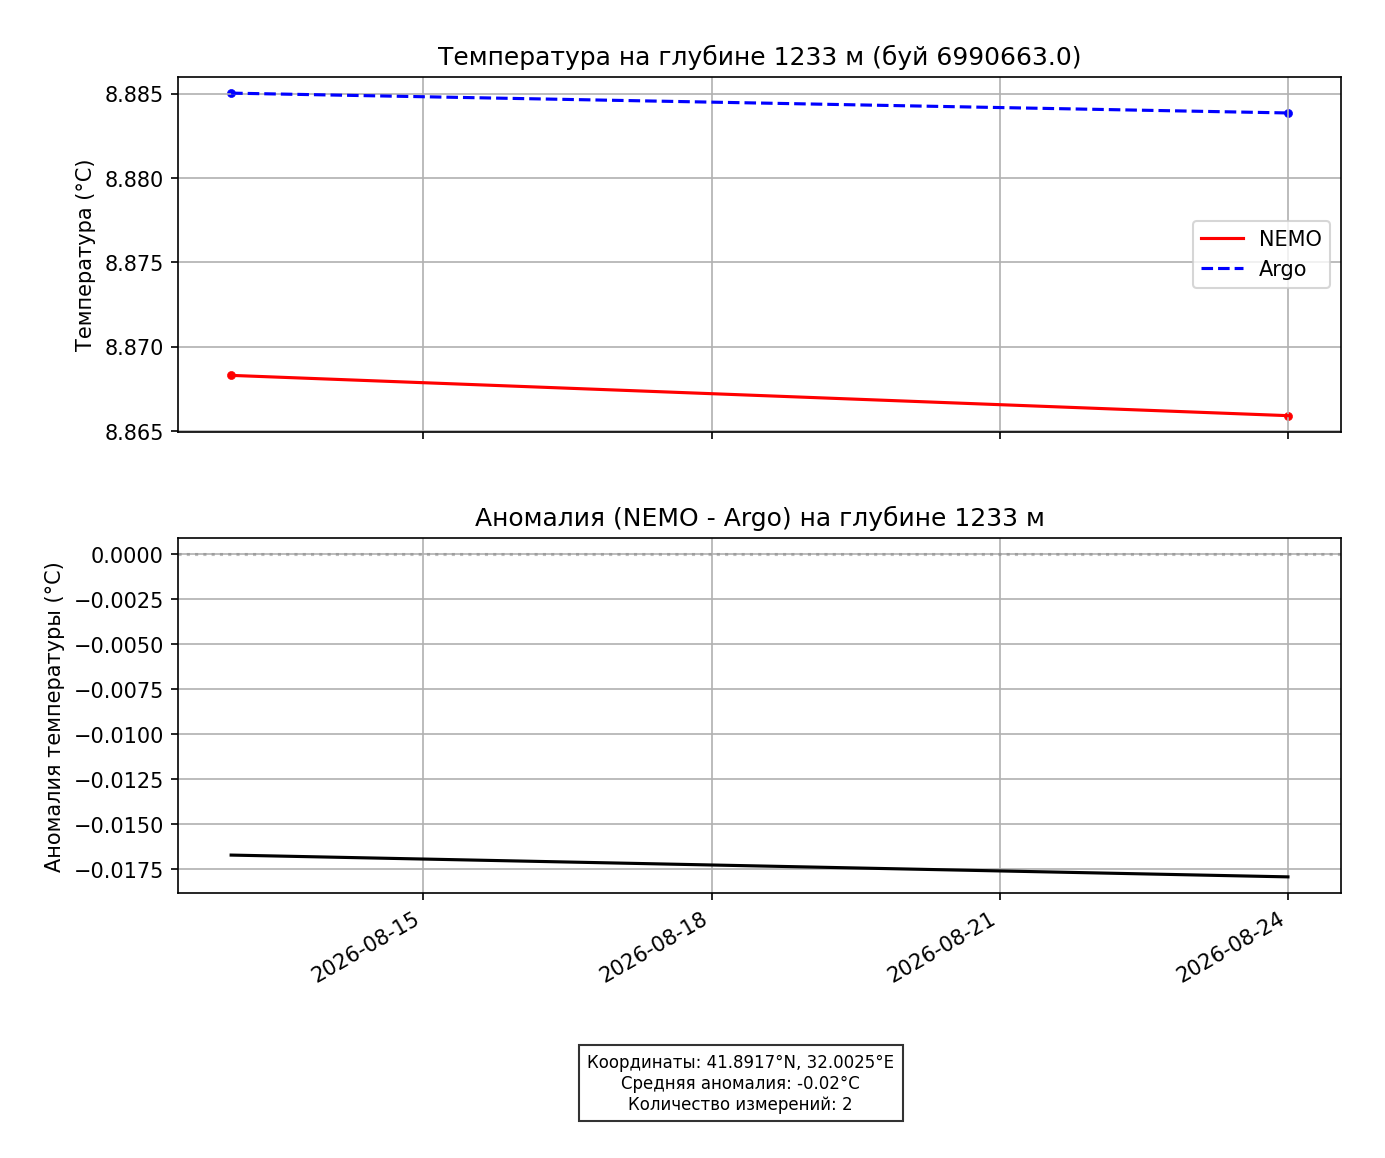 Температура на глубине 1233 м (буй 6990663.0)
Температура (°C)
8.885
8.880
8.875
8.870
8.865
NEMO
Argo
Аномалия (NEMO - Argo) на глубине 1233 м
Аномалия температуры (°C)
0.0000
−0.0025
−0.0050
−0.0075
−0.0100
−0.0125
−0.0150
−0.0175
2026-08-15
2026-08-18
2026-08-21
2026-08-24
Координаты: 41.8917°N, 32.0025°E
Средняя аномалия: -0.02°C
Количество измерений: 2